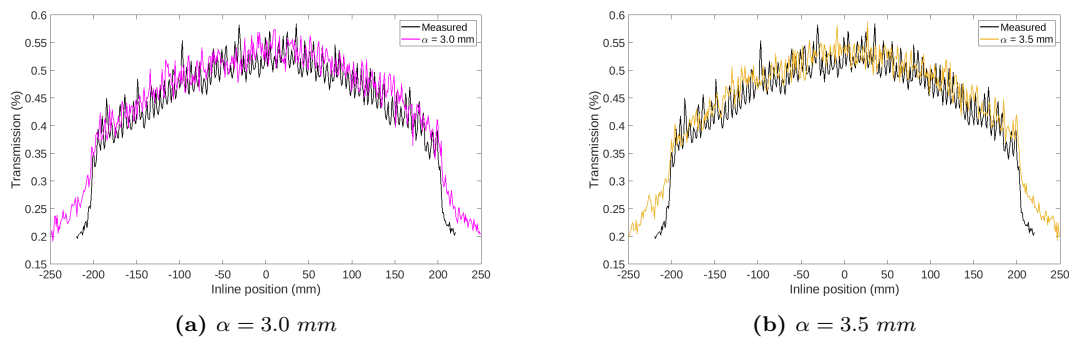 0.6
0.55
0.5
0.45
0.4
0.35
0.3
0.25
0.2
0.15
Transmission (%)
Measured
α = 3.0 mm
-250 -200 -150 -100 -50 0 50 100 150 200 250
Inline position (mm)
(a) α = 3.0 mm
0.6
0.55
0.5
0.45
0.4
0.35
0.3
0.25
0.2
0.15
Transmission (%)
Measured
α = 3.5 mm
-250 -200 -150 -100 -50 0 50 100 150 200 250
Inline position (mm)
(b) α = 3.5 mm